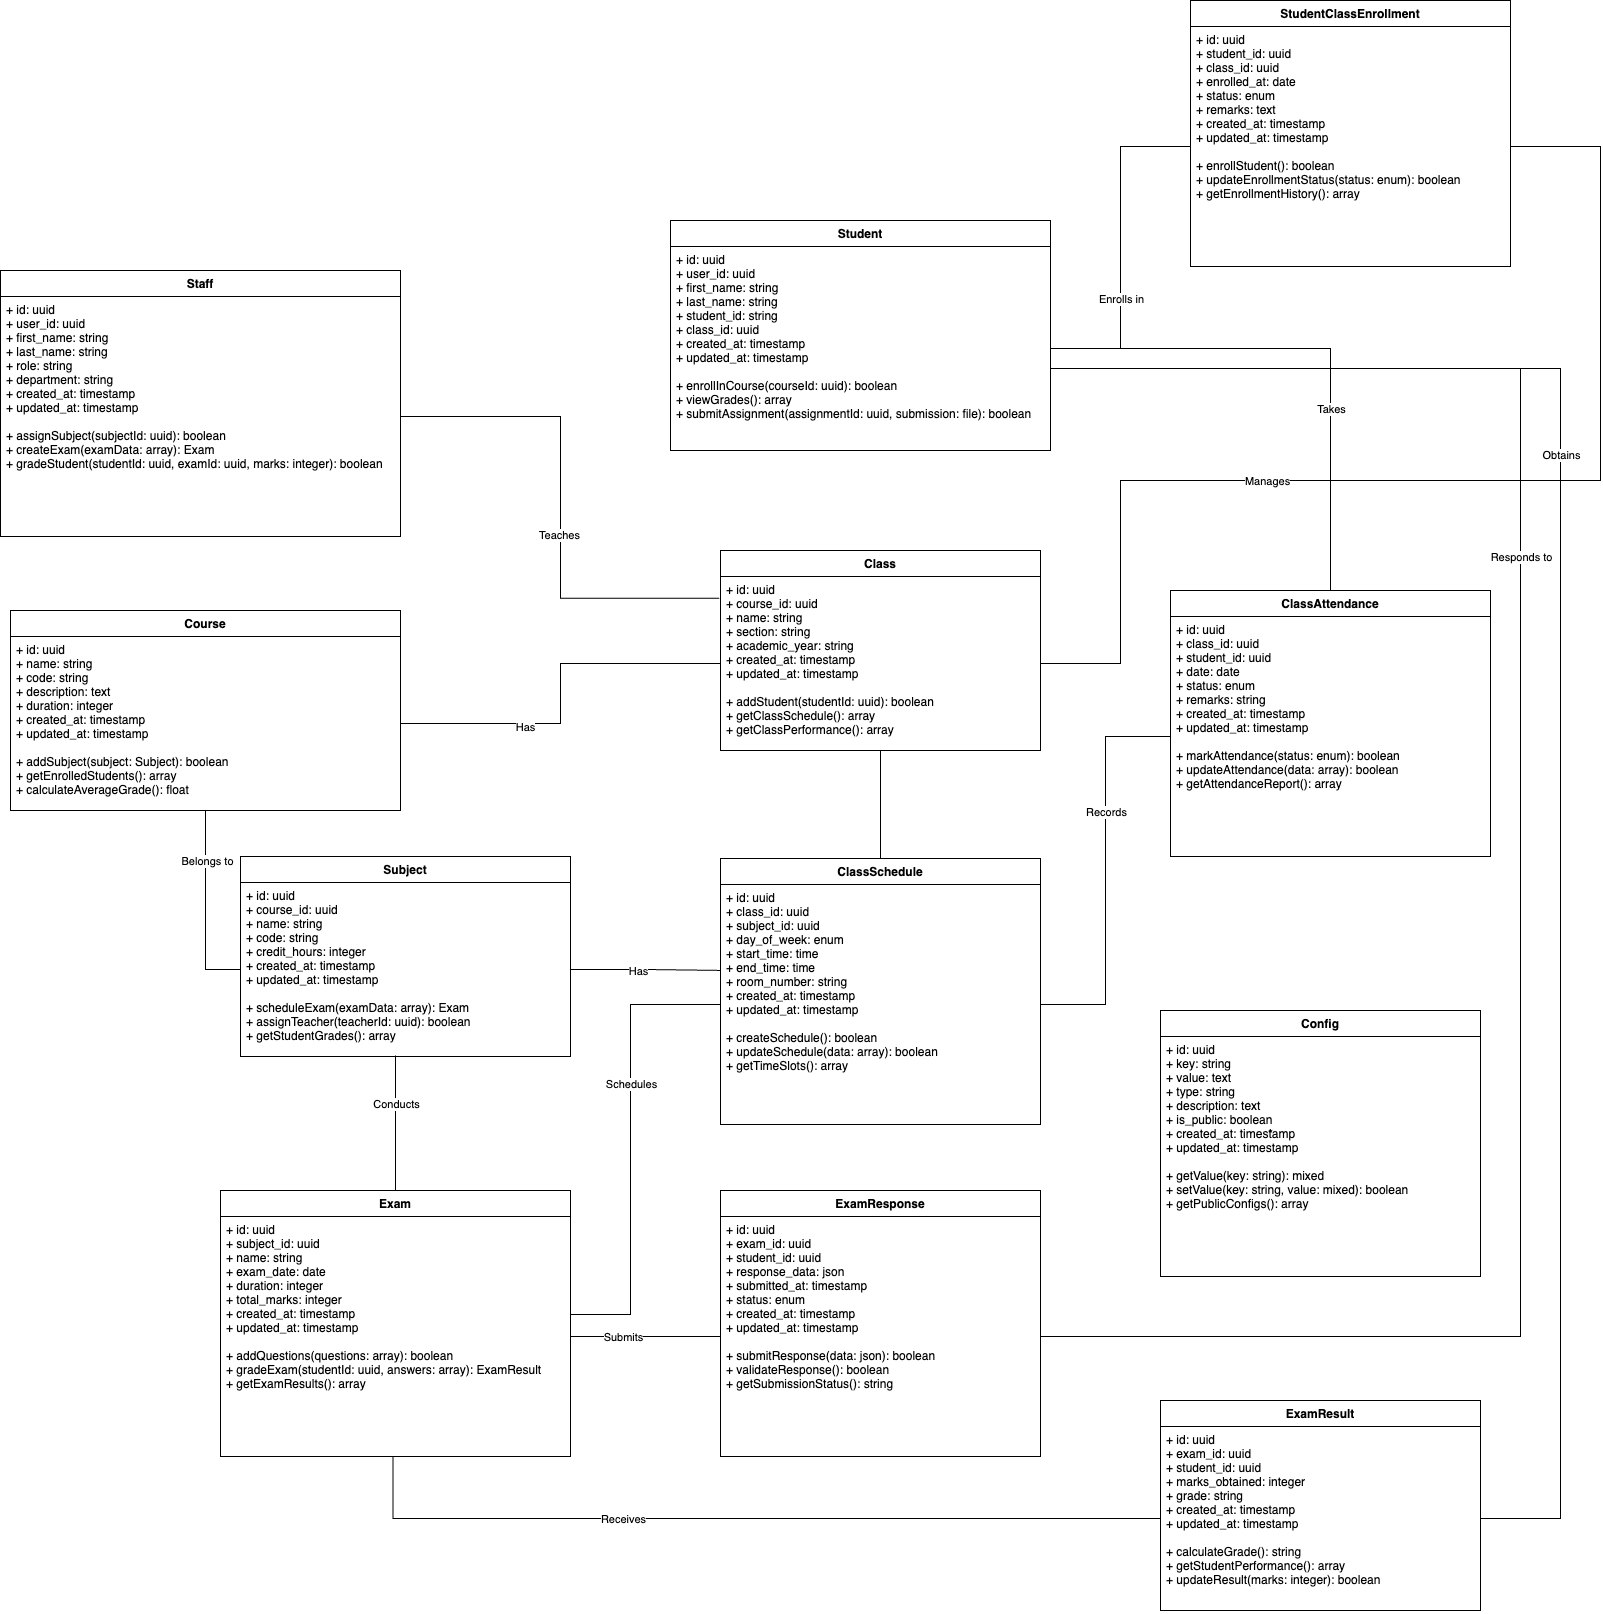 StudentClassEnrollment
+ id: uuid
+ student_id: uuid
+ class_id: uuid
+ enrolled_at: date
+ status: enum
+ remarks: text
+ created_at: timestamp
+ updated_at: timestamp
+ enrollStudent(): boolean
+ updateEnrollmentStatus(status: enum): boolean
+ getEnrollmentHistory(): array
Student
+ id: uuid
+ user_id: uuid
+ first_name: string
+ last_name: string
+ student_id: string
+ class_id: uuid
+ created_at: timestamp
+ updated_at: timestamp
+ enrollInCourse(courseId: uuid): boolean
+ viewGrades(): array
+ submitAssignment(assignmentId: uuid, submission: file): boolean
Staff
+ id: uuid
+ user_id: uuid
+ first_name: string
+ last_name: string
+ role: string
+ department: string
+ created_at: timestamp
+ updated_at: timestamp
+ assignSubject(subjectId: uuid): boolean
+ createExam(examData: array): Exam
+ gradeStudent(studentId: uuid, examId: uuid, marks: integer): boolean
Enrolls in
Takes
Obtains
Manages
Teaches
Responds to
Class
+ id: uuid
+ course_id: uuid
+ name: string
+ section: string
+ academic_year: string
+ created_at: timestamp
+ updated_at: timestamp
+ addStudent(studentId: uuid): boolean
+ getClassSchedule(): array
+ getClassPerformance(): array
ClassAttendance
+ id: uuid
+ class_id: uuid
+ student_id: uuid
+ date: date
+ status: enum
+ remarks: string
+ created_at: timestamp
+ updated_at: timestamp
+ markAttendance(status: enum): boolean
+ updateAttendance(data: array): boolean
+ getAttendanceReport(): array
Course
+ id: uuid
+ name: string
+ code: string
+ description: text
+ duration: integer
+ created_at: timestamp
+ updated_at: timestamp
+ addSubject(subject: Subject): boolean
+ getEnrolledStudents(): array
+ calculateAverageGrade(): float
Has
Records
Belongs to
Subject
+ id: uuid
+ course_id: uuid
+ name: string
+ code: string
+ credit_hours: integer
+ created_at: timestamp
+ updated_at: timestamp
+ scheduleExam(examData: array): Exam
+ assignTeacher(teacherId: uuid): boolean
+ getStudentGrades(): array
Has
ClassSchedule
+ id: uuid
+ class_id: uuid
+ subject_id: uuid
+ day_of_week: enum
+ start_time: time
+ end_time: time
+ room_number: string
+ created_at: timestamp
+ updated_at: timestamp
+ createSchedule(): boolean
+ updateSchedule(data: array): boolean
+ getTimeSlots(): array
Config
+ id: uuid
+ key: string
+ value: text
+ type: string
+ description: text
+ is_public: boolean
+ created_at: timestamp
+ updated_at: timestamp
+ getValue(key: string): mixed
+ setValue(key: string, value: mixed): boolean
+ getPublicConfigs(): array
Schedules
Conducts
Exam
+ id: uuid
+ subject_id: uuid
+ name: string
+ exam_date: date
+ duration: integer
+ total_marks: integer
+ created_at: timestamp
+ updated_at: timestamp
+ addQuestions(questions: array): boolean
+ gradeExam(studentId: uuid, answers: array): ExamResult
+ getExamResults(): array
Submits
ExamResponse
+ id: uuid
+ exam_id: uuid
+ student_id: uuid
+ response_data: json
+ submitted_at: timestamp
+ status: enum
+ created_at: timestamp
+ updated_at: timestamp
+ submitResponse(data: json): boolean
+ validateResponse(): boolean
+ getSubmissionStatus(): string
ExamResult
+ id: uuid
+ exam_id: uuid
+ student_id: uuid
+ marks_obtained: integer
+ grade: string
+ created_at: timestamp
+ updated_at: timestamp
+ calculateGrade(): string
+ getStudentPerformance(): array
+ updateResult(marks: integer): boolean
Receives